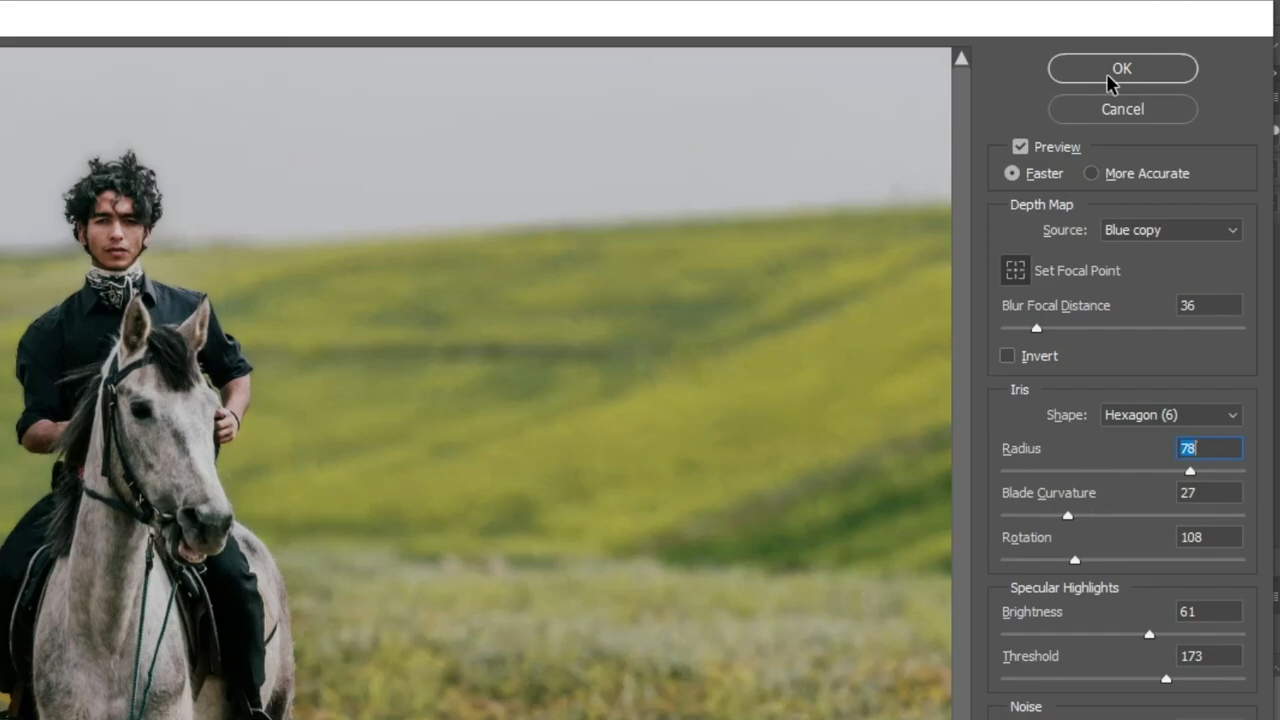 OK
Cancel
Preview
Faster More Accurate
Depth Map
Source: Blue copy
Set Focal Point
Blur Focal Distance 36
Invert
Iris
Shape: Hexagon (6)
Radius 78
Blade Curvature 27
Rotation 108
Specular Highlights
Brightness 61
Threshold 173
Noise